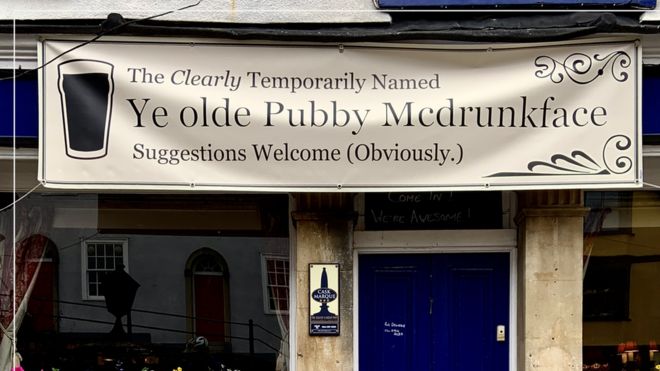 The Clearly Temporarily Named
Ye olde Pubby Mcdrunkface
Suggestions Welcome (Obviously.)
COME IN!
WE'RE AWESOME!
CASK
MARQUE